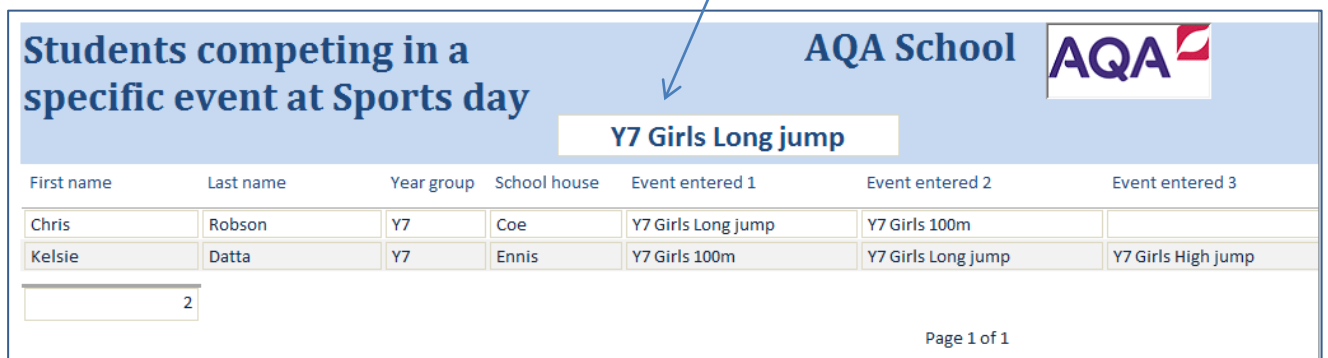 Students competing in a
specific event at Sports day
AQA School
AQA
Y7 Girls Long jump
First name Last name Year group School house Event entered 1 Event entered 2 Event entered 3
Chris Robson Y7 Coe Y7 Girls Long jump Y7 Girls 100m
Kelsie Datta Y7 Ennis Y7 Girls 100m Y7 Girls Long jump Y7 Girls High jump
2
Page 1 of 1